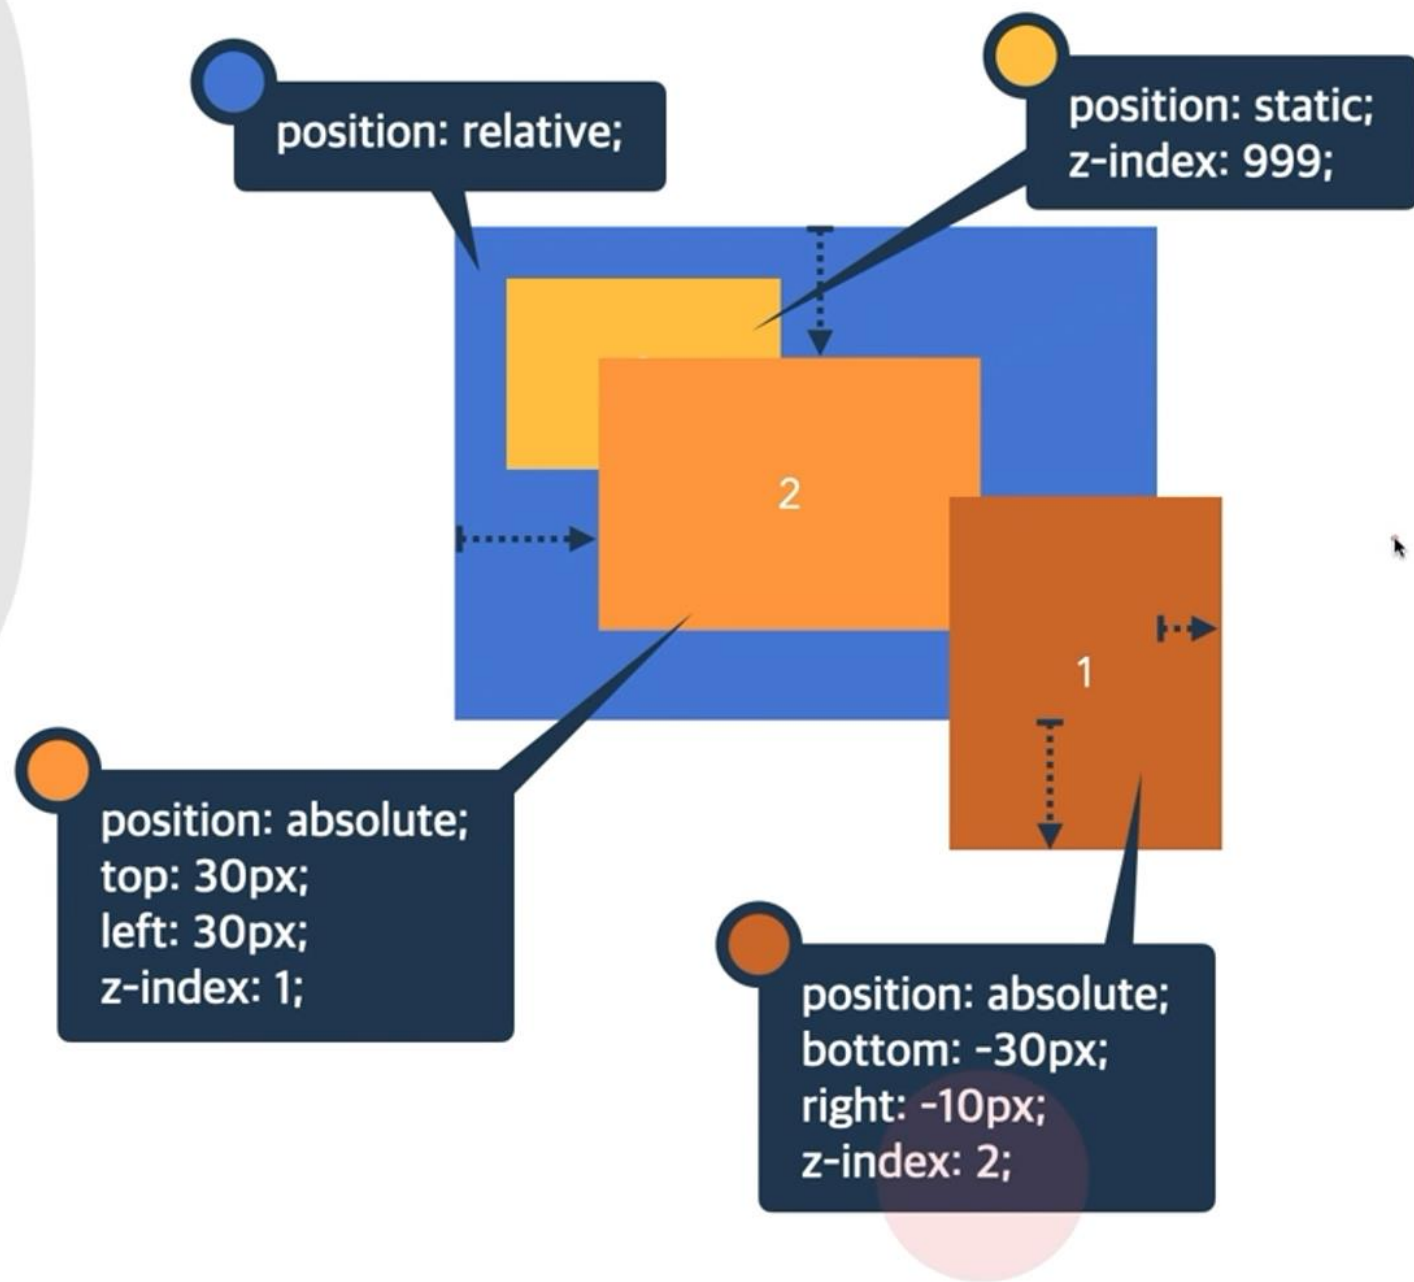 position: relative;
position: static;
z-index: 999;
2
1
position: absolute;
top: 30px;
left: 30px;
z-index: 1;
position: absolute;
bottom: -30px;
right: -10px;
z-index: 2;